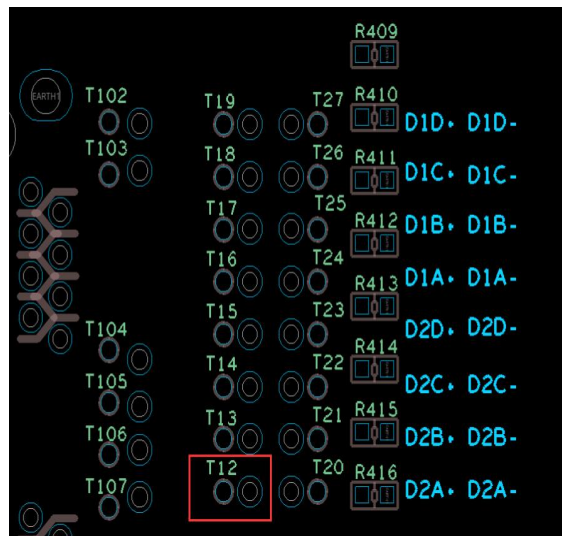 R409
EARTH1 T102 T19 T27 R410 D1D+ D1D-
T103 T18 T26 R411 D1C+ D1C-
T17 T25 R412 D1B+ D1B-
T16 T24 R413 D1A+ D1A-
T104 T15 T23 D2D+ D2D-
T105 T14 T22 R414 D2C+ D2C-
T106 T13 T21 R415 D2B+ D2B-
T107 T12 T20 R416 D2A+ D2A-